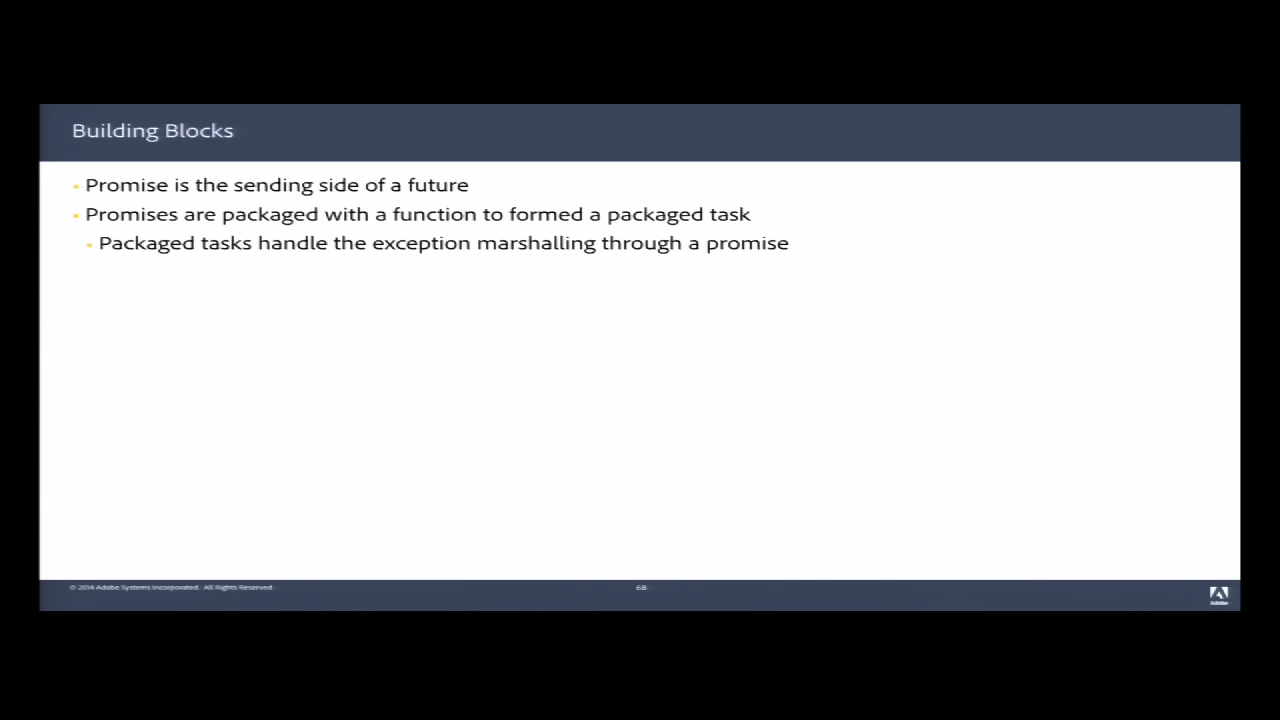 Building Blocks
Promise is the sending side of a future
Promises are packaged with a function to formed a packaged task
Packaged tasks handle the exception marshalling through a promise
© 2014 Adobe Systems Incorporated. All Rights Reserved.
68
Adobe